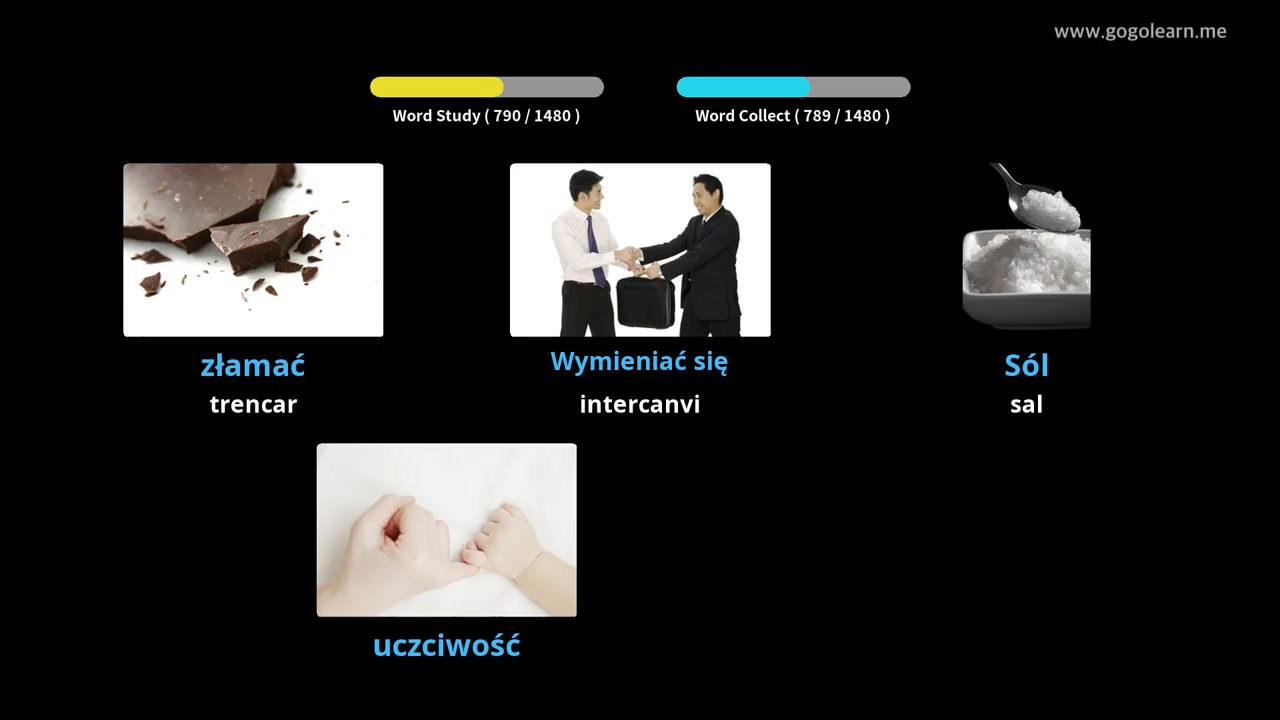 www.gogolearn.me
Word Study ( 790 / 1480 )
Word Collect ( 789 / 1480 )
złamać
Wymieniać się
Sól
trencar
intercanvi
sal
uczciwość